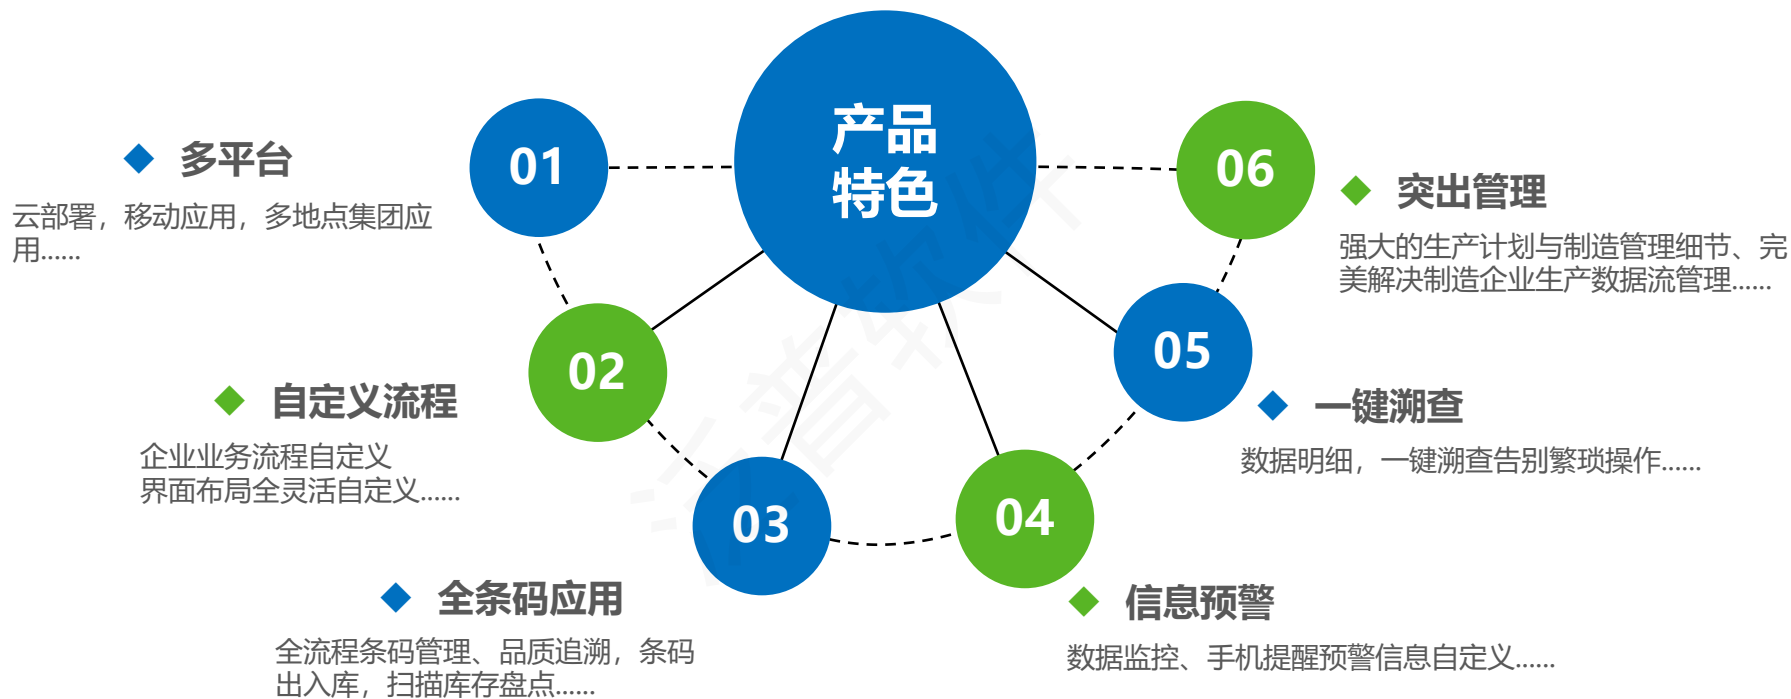 产品
特色
01
多平台
云部署，移动应用，多地点集团应
用......
02
自定义流程
企业业务流程自定义
界面布局全灵活自定义......
03
全条码应用
全流程条码管理、品质追溯，条码
出入库，扫描库存盘点......
04
信息预警
数据监控、手机提醒预警信息自定义......
05
一键溯查
数据明细，一键溯查告别繁琐操作......
06
突出管理
强大的生产计划与制造管理细节、完
美解决制造企业生产数据流管理......
泛普软件